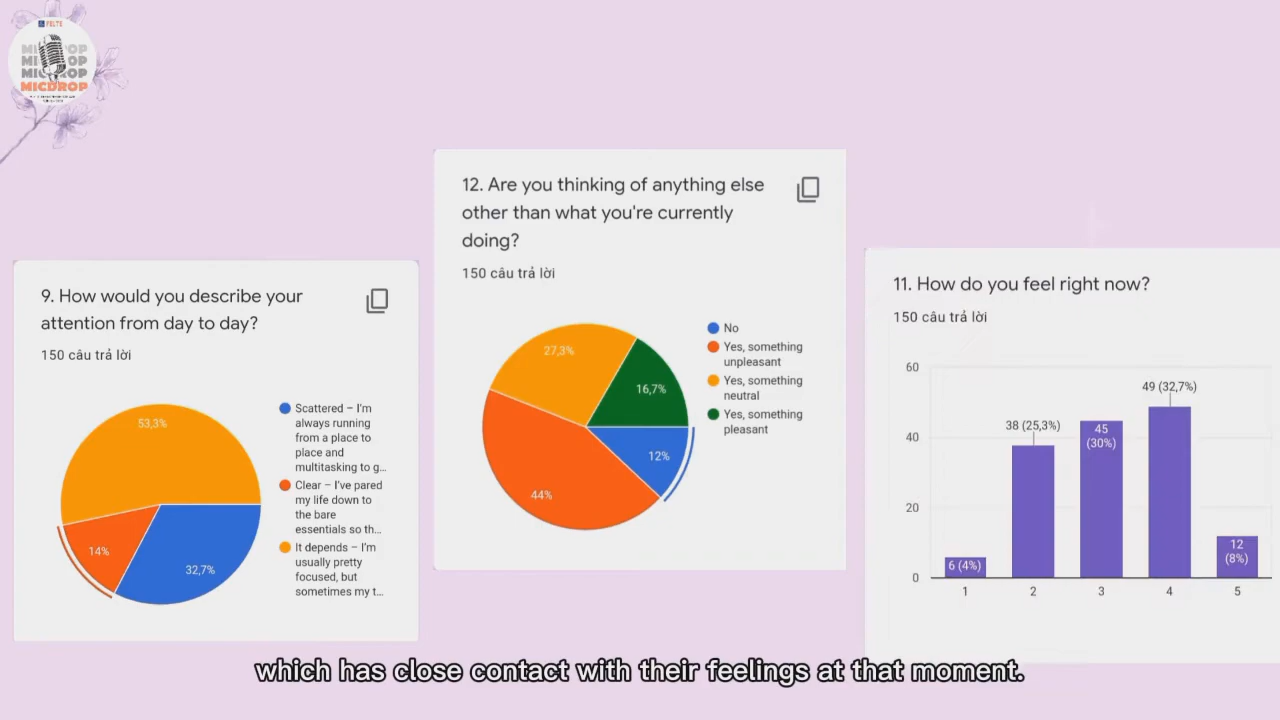 FELTE
MICDROP
MICDROP
MICDROP
MICDROP
9. How would you describe your
attention from day to day?
150 câu trả lời
53,3%
14%
32,7%
Scattered – I'm
always running
from a place to
place and
multitasking to g...
Clear – I've pared
my life down to
the bare
essentials so th...
It depends – I'm
usually pretty
focused, but
sometimes my t...
12. Are you thinking of anything else
other than what you're currently
doing?
150 câu trả lời
27,3%
16,7%
12%
44%
No
Yes, something
unpleasant
Yes, something
neutral
Yes, something
pleasant
11. How do you feel right now?
150 câu trả lời
60
40
20
0
6 (4%)
38 (25,3%)
45
(30%)
49 (32,7%)
12
(8%)
1
2
3
4
5
which has close contact with their feelings at that moment.